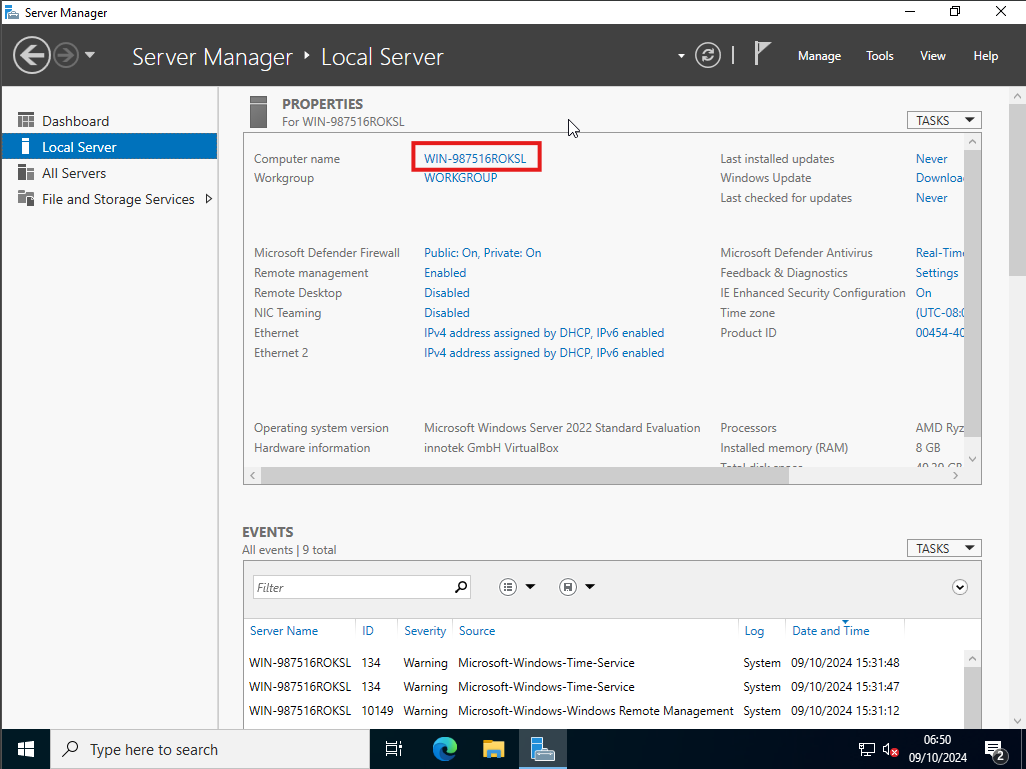 Server Manager
Server Manager ‣ Local Server
Manage Tools View Help
Dashboard
Local Server
All Servers
File and Storage Services
PROPERTIES
For WIN-987516ROKSL
TASKS
Computer name WIN-987516ROKSL Last installed updates Never
Workgroup WORKGROUP Windows Update Downloa
Last checked for updates Never
Microsoft Defender Firewall Public: On, Private: On Microsoft Defender Antivirus Real-Time
Remote management Enabled Feedback & Diagnostics Settings
Remote Desktop Disabled IE Enhanced Security Configuration On
NIC Teaming Disabled Time zone (UTC-08:0
Ethernet IPv4 address assigned by DHCP, IPv6 enabled Product ID 00454-40
Ethernet 2 IPv4 address assigned by DHCP, IPv6 enabled
Operating system version Microsoft Windows Server 2022 Standard Evaluation Processors AMD Ryz
Hardware information innotek GmbH VirtualBox Installed memory (RAM) 8 GB
Total disk space
EVENTS
All events | 9 total
TASKS
Filter
Server Name ID Severity Source Log Date and Time
WIN-987516ROKSL 134 Warning Microsoft-Windows-Time-Service System 09/10/2024 15:31:48
WIN-987516ROKSL 134 Warning Microsoft-Windows-Time-Service System 09/10/2024 15:31:47
WIN-987516ROKSL 10149 Warning Microsoft-Windows-Windows Remote Management System 09/10/2024 15:31:12
Type here to search
06:50
09/10/2024
2